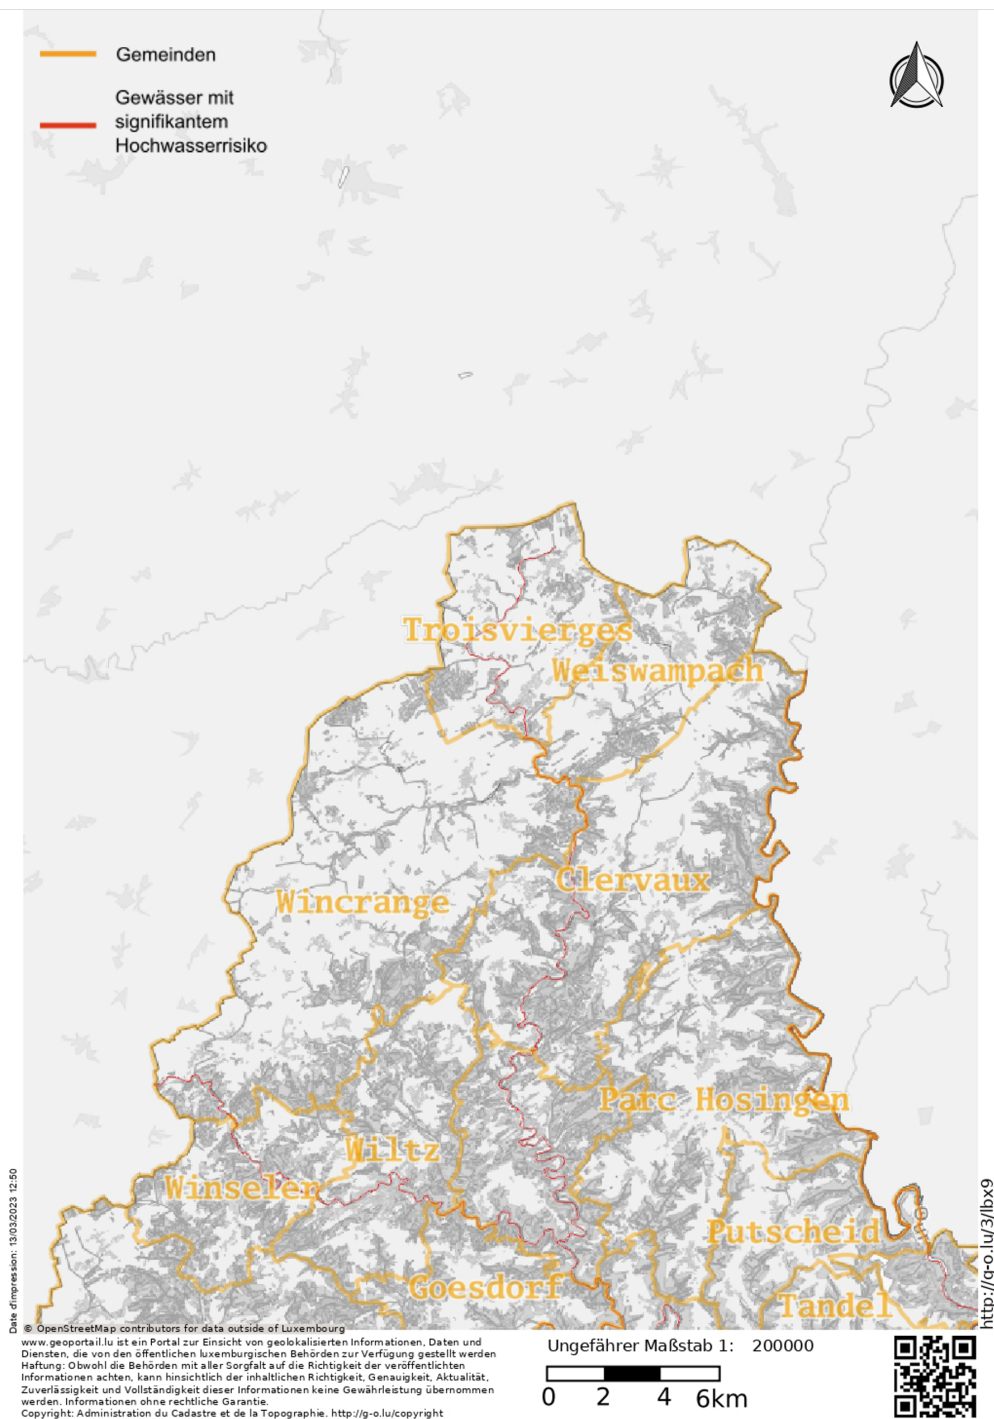 Gemeinden
Gewässer mit
signifikantem
Hochwasserrisiko
Troisvierges
Weiswampach
Clervaux
Wincrange
Parc Hosingen
Wiltz
Winseler
Putscheid
Goesdorf
Tandel
Date d'impression: 13/03/2023 12:50
http://g-o.lu/3/lbx9
© OpenStreetMap contributors for data outside of Luxembourg
www.geoportail.lu ist ein Portal zur Einsicht von geolokalisierten Informationen, Daten und
Diensten, die von den öffentlichen luxemburgischen Behörden zur Verfügung gestellt werden
Haftung: Obwohl die Behörden mit aller Sorgfalt auf die Richtigkeit der veröffentlichten
Informationen achten, kann hinsichtlich der inhaltlichen Richtigkeit, Genauigkeit, Aktualität,
Zuverlässigkeit und Vollständigkeit dieser Informationen keine Gewährleistung übernommen
werden. Informationen ohne rechtliche Garantie.
Copyright: Administration du Cadastre et de la Topographie. http://g-o.lu/copyright
Ungefährer Maßstab 1: 200000
0 2 4 6km